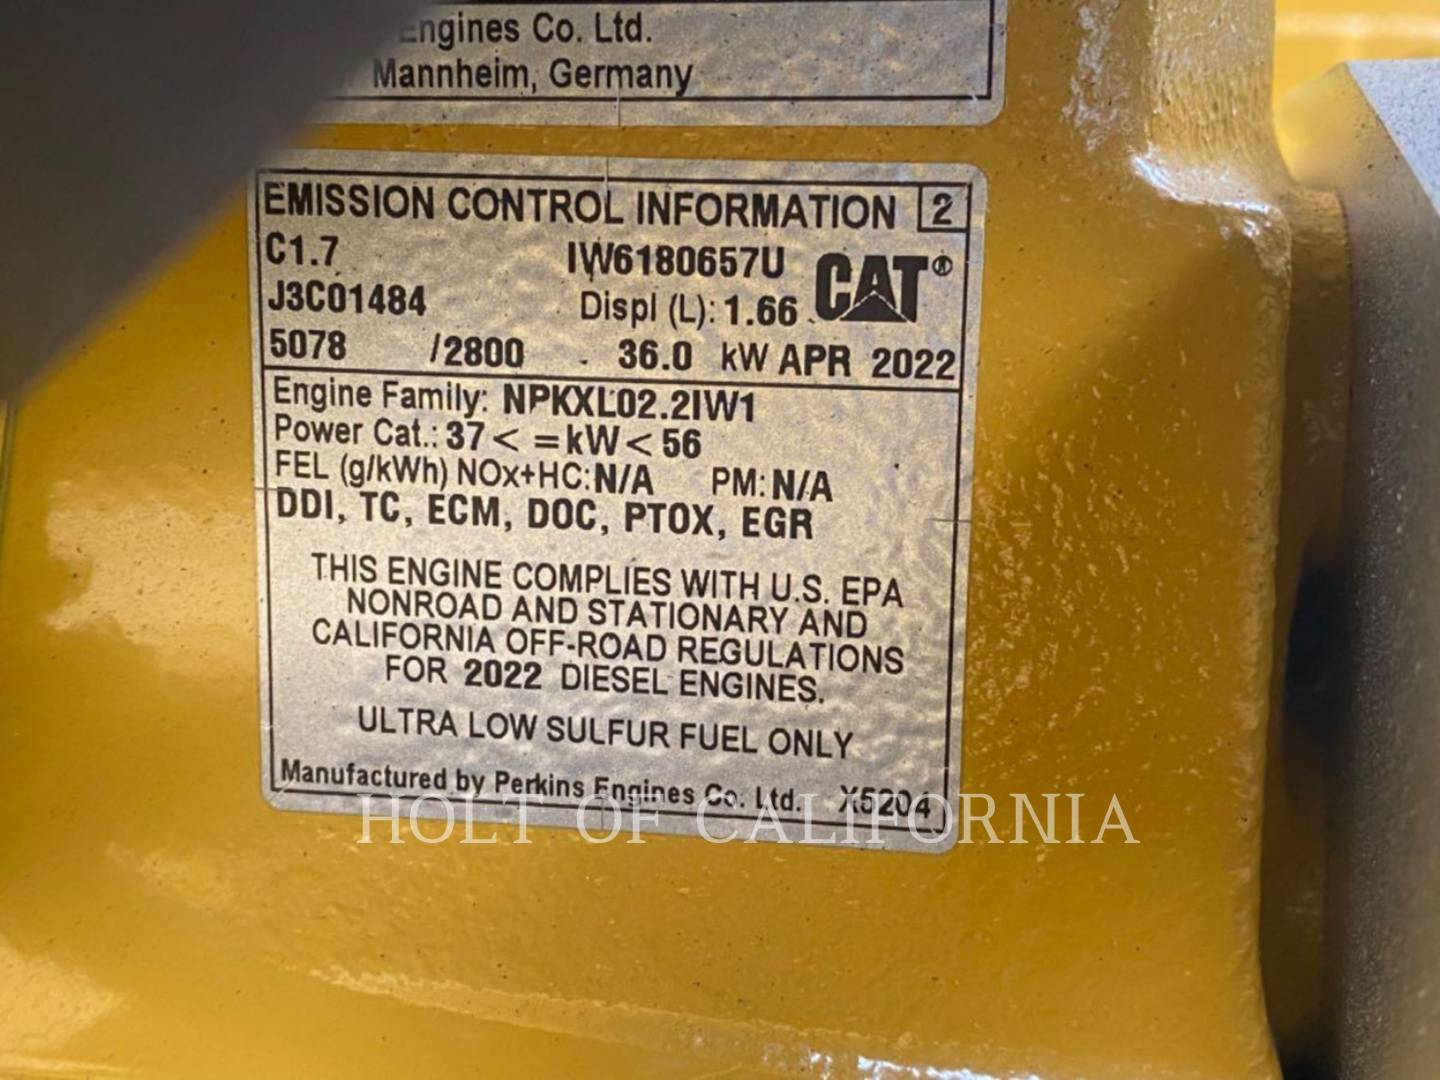 Engines Co. Ltd.
Mannheim, Germany
EMISSION CONTROL INFORMATION 2
C1.7 IW6180657U CAT®
J3C01484 Displ (L): 1.66
5078 /2800 36.0 kW APR 2022
Engine Family: NPKXL02.2IW1
Power Cat.: 37 < = kW < 56
FEL (g/kWh) NOx+HC: N/A PM: N/A
DDI, TC, ECM, DOC, PTOX, EGR
THIS ENGINE COMPLIES WITH U.S. EPA
NONROAD AND STATIONARY AND
CALIFORNIA OFF-ROAD REGULATIONS
FOR 2022 DIESEL ENGINES.
ULTRA LOW SULFUR FUEL ONLY
Manufactured by Perkins Engines Co. Ltd. X5204
HOLT OF CALIFORNIA